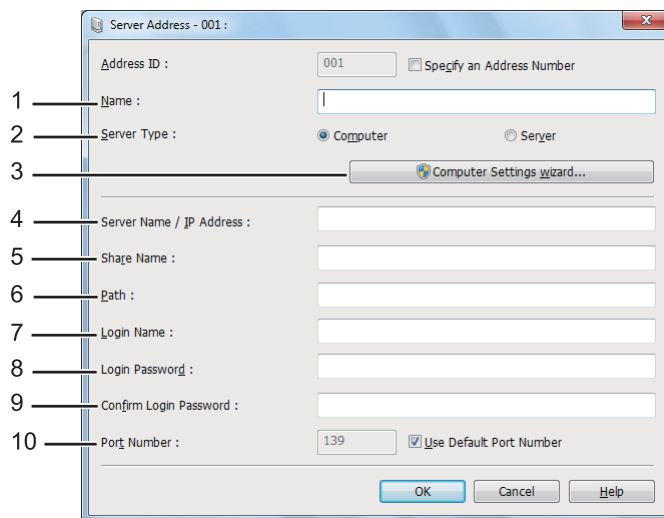 Server Address - 001 :
Address ID : 001 Specify an Address Number
1 Name :
2 Server Type : Computer Server
3 Computer Settings wizard...
4 Server Name / IP Address :
5 Share Name :
6 Path :
7 Login Name :
8 Login Password :
9 Confirm Login Password :
10 Port Number : 139 Use Default Port Number
OK Cancel Help